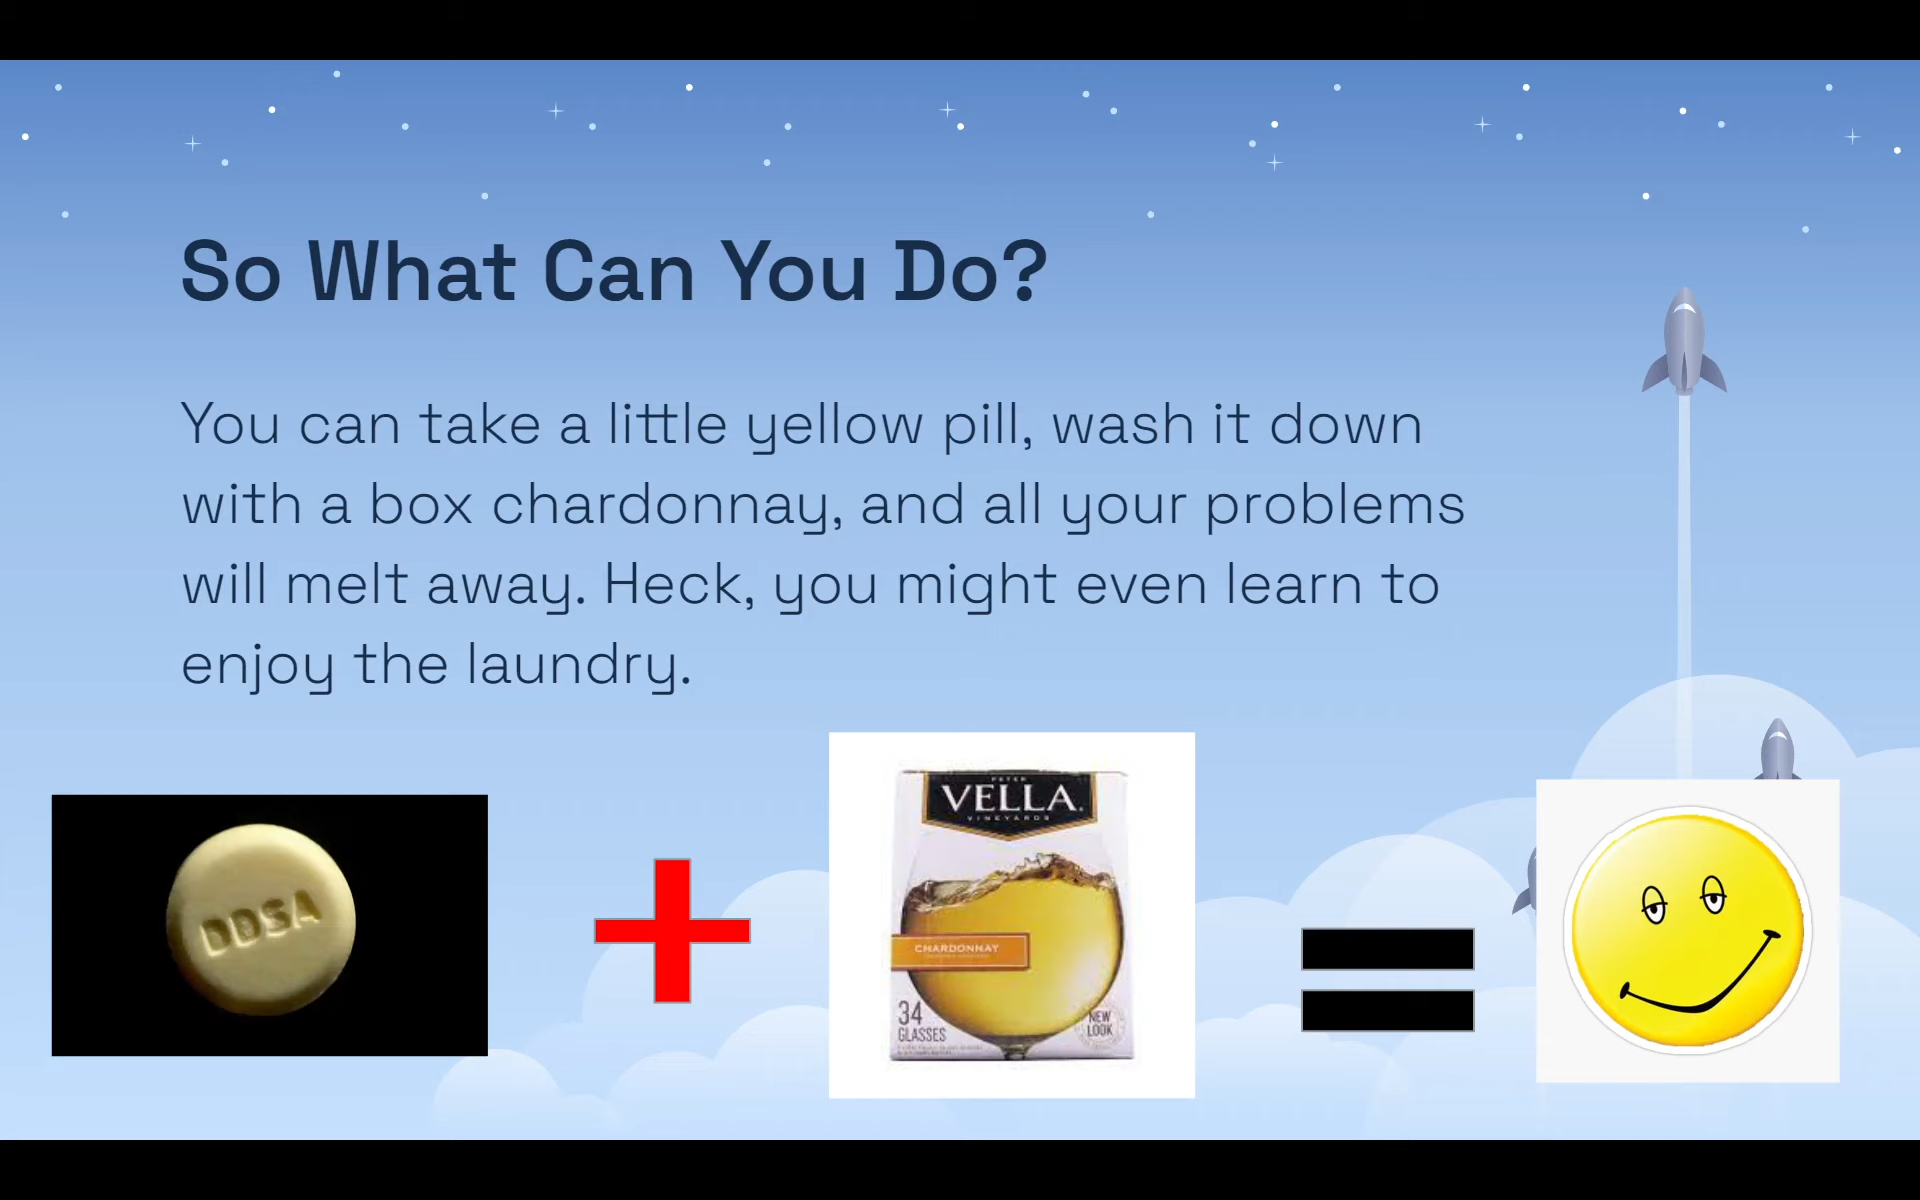 So What Can You Do?
You can take a little yellow pill, wash it down
with a box chardonnay, and all your problems
will melt away. Heck, you might even learn to
enjoy the laundry.
DDSA
PETER
VELLA
VINEYARDS
CHARDONNAY
34
GLASSES
NEW
LOOK